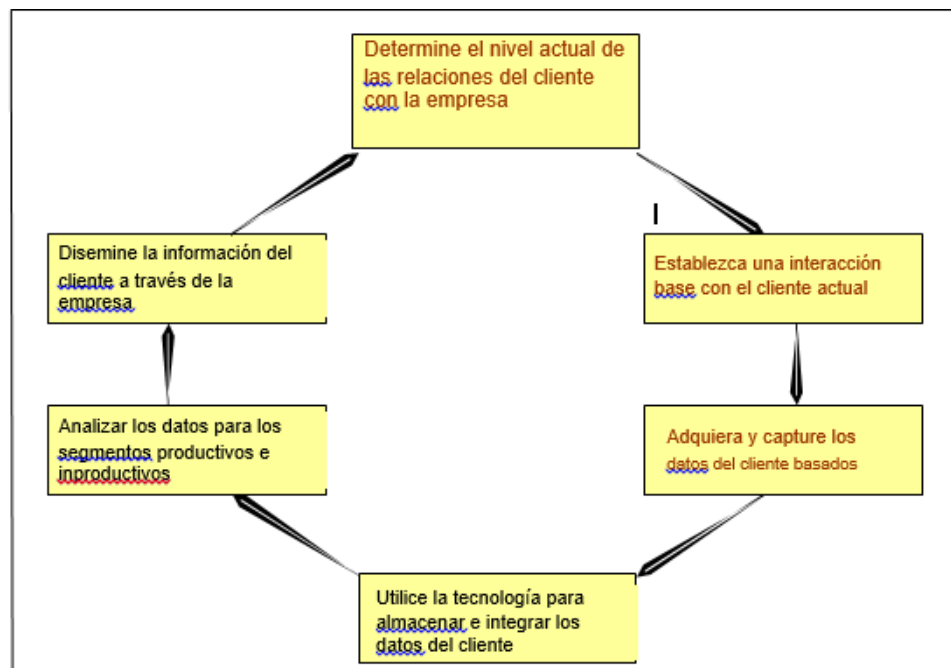 Determine el nivel actual de
las relaciones del cliente
con la empresa
Establezca una interacción
base con el cliente actual
Adquiera y capture los
datos del cliente basados
Utilice la tecnología para
almacenar e integrar los
datos del cliente
Analizar los datos para los
segmentos productivos e
inproductivos
Disemine la información del
cliente a través de la
empresa